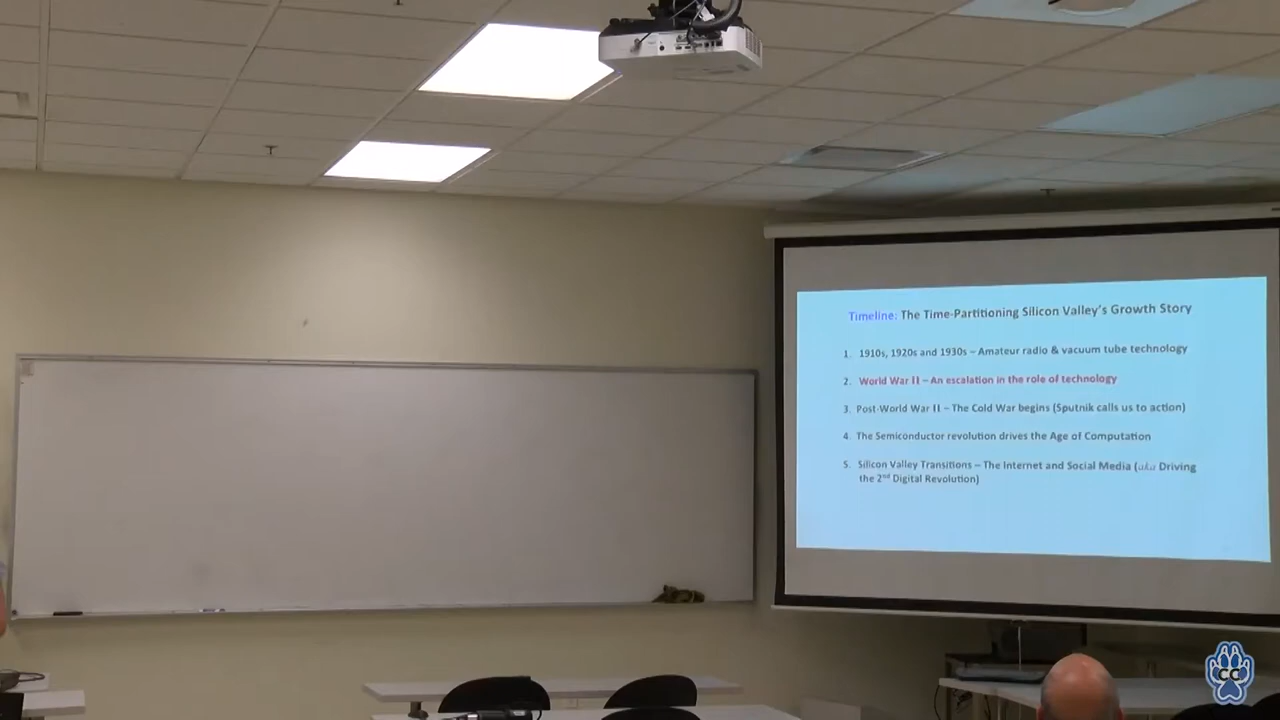 Timeline: The Time-Partitioning Silicon Valley's Growth Story
1. 1910s, 1920s and 1930s – Amateur radio & vacuum tube technology
2. World War II – An escalation in the role of technology
3. Post-World War II – The Cold War begins (Sputnik calls us to action)
4. The Semiconductor revolution drives the Age of Computation
5. Silicon Valley Transitions – The Internet and Social Media (aka Driving
the 2nd Digital Revolution)
CC